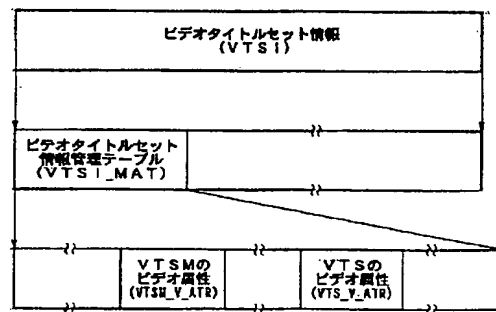 ビデオタイトルセット情報
(VTSI)
ビデオタイトルセット
情報管理テーブル
(VTSI_MAT)
VTSMの
ビデオ属性
(VTSM_V_ATR)
VTSの
ビデオ属性
(VTS_V_ATR)